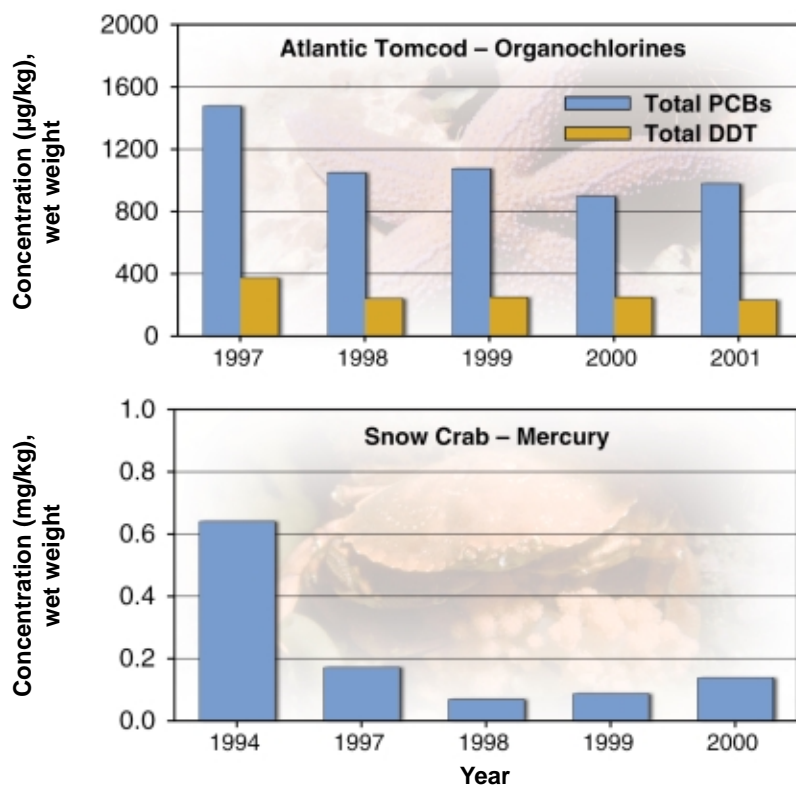 Concentration (µg/kg),
wet weight
2000
1600
1200
800
400
0
Atlantic Tomcod – Organochlorines
Total PCBs
Total DDT
1997 1998 1999 2000 2001
Concentration (mg/kg),
wet weight
1.0
0.8
0.6
0.4
0.2
0.0
Snow Crab – Mercury
1994 1997 1998 1999 2000
Year